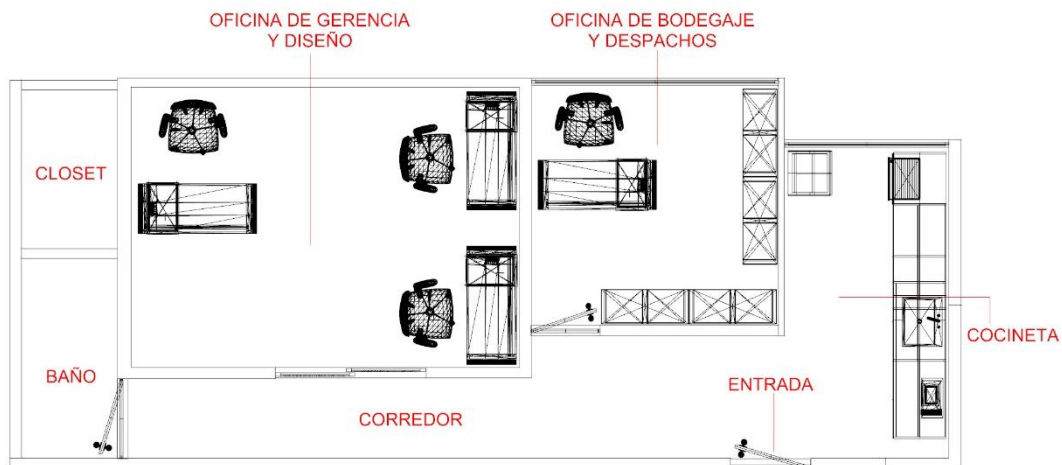 OFICINA DE GERENCIA
Y DISEÑO
OFICINA DE BODEGAJE
Y DESPACHOS
CLOSET
COCINETA
BAÑO
ENTRADA
CORREDOR